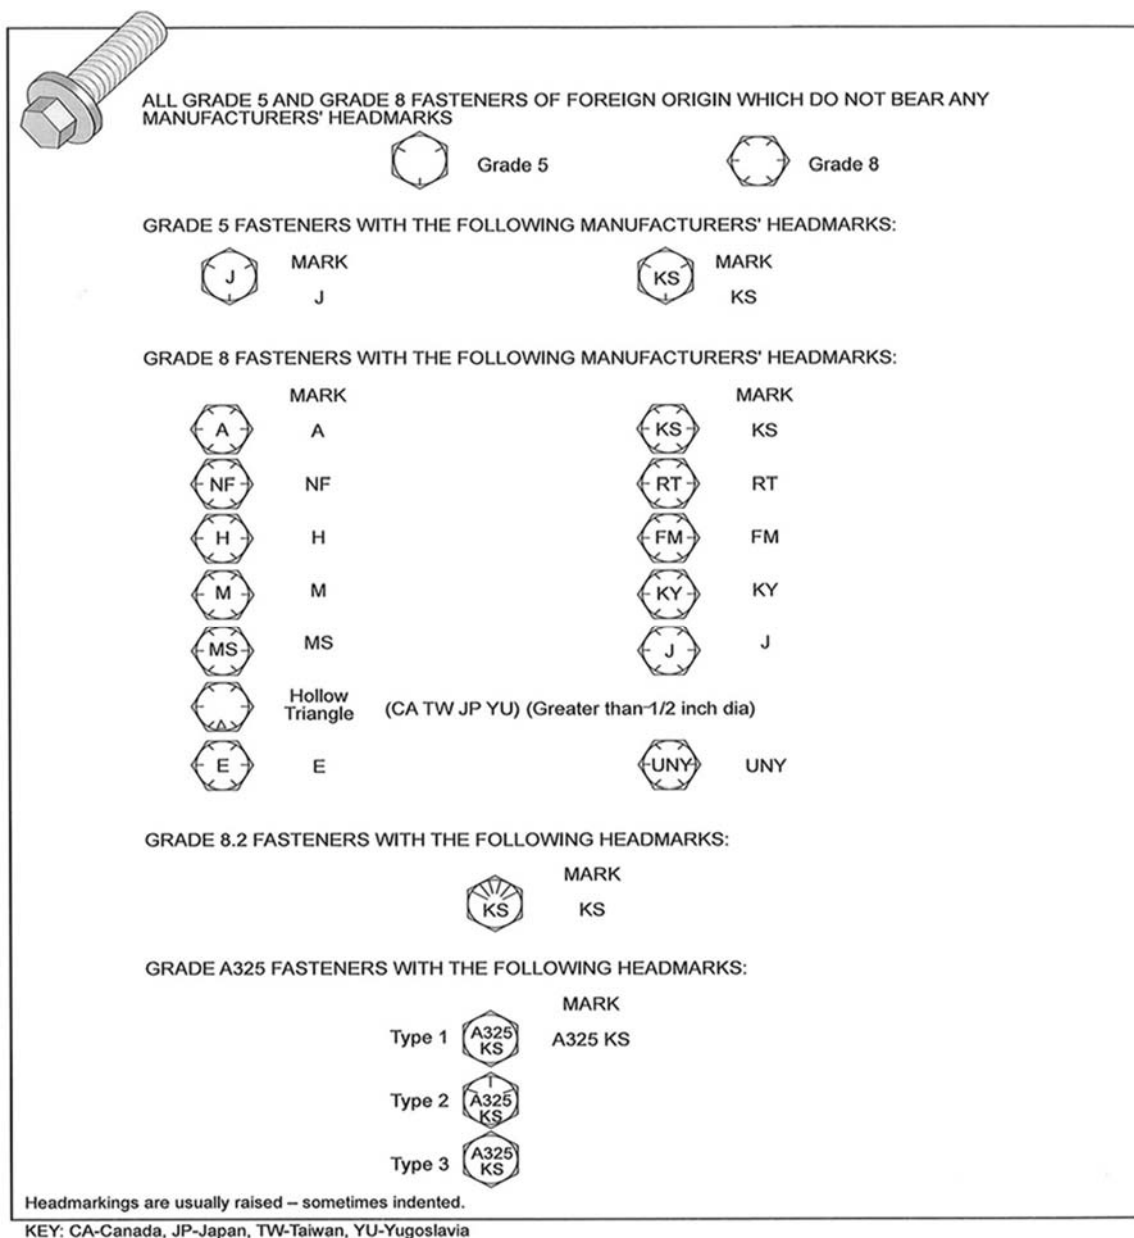 ALL GRADE 5 AND GRADE 8 FASTENERS OF FOREIGN ORIGIN WHICH DO NOT BEAR ANY
MANUFACTURERS' HEADMARKS
Grade 5 Grade 8
GRADE 5 FASTENERS WITH THE FOLLOWING MANUFACTURERS' HEADMARKS:
MARK MARK
J J KS KS
GRADE 8 FASTENERS WITH THE FOLLOWING MANUFACTURERS' HEADMARKS:
MARK MARK
A A KS KS
NF NF RT RT
H H FM FM
M M KY KY
MS MS J J
Hollow
Triangle (CA TW JP YU) (Greater than 1/2 inch dia)
E E UNY UNY
GRADE 8.2 FASTENERS WITH THE FOLLOWING HEADMARKS:
MARK
KS KS
GRADE A325 FASTENERS WITH THE FOLLOWING HEADMARKS:
MARK
Type 1 A325 KS A325 KS
Type 2 A325 KS
Type 3 A325 KS
Headmarkings are usually raised – sometimes indented.
KEY: CA-Canada, JP-Japan, TW-Taiwan, YU-Yugoslavia